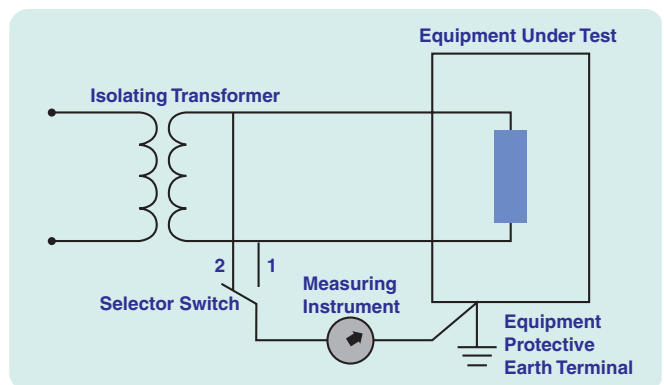 Equipment Under Test
Isolating Transformer
2 1
Selector Switch
Measuring
Instrument
Equipment
Protective
Earth Terminal